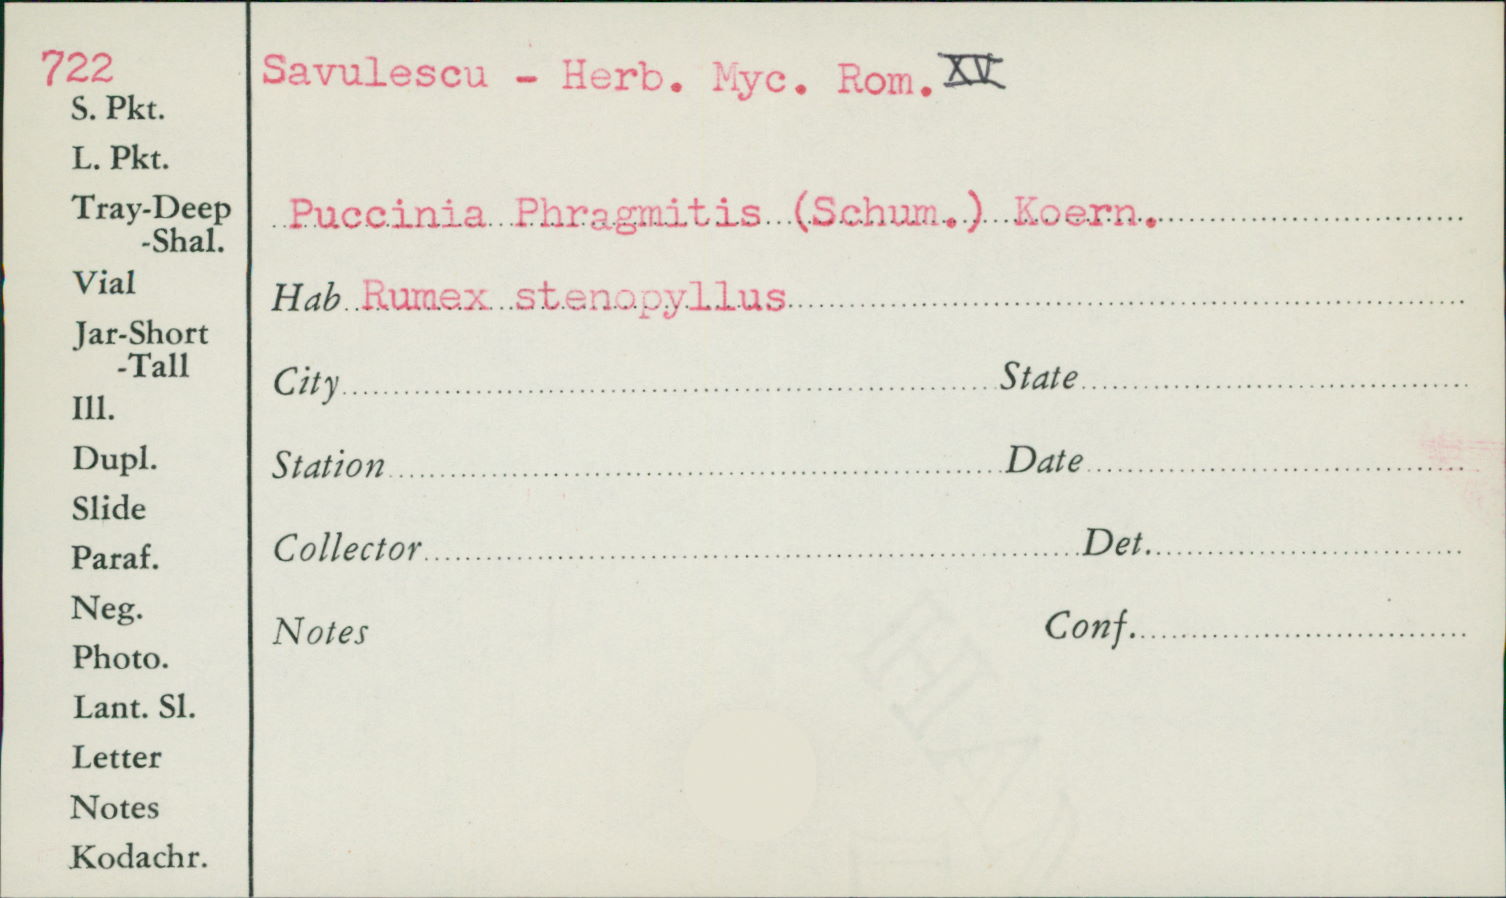 722
S. Pkt.
L. Pkt.
Tray-Deep
-Shal.
Vial
Jar-Short
-Tall
Ill.
Dupl.
Slide
Paraf.
Neg.
Photo.
Lant. Sl.
Letter
Notes
Kodachr.
Savulescu - Herb. Myc. Rom. XV
Puccinia Phragmitis (Schum.) Koern.
Hab Rumex stenopyllus
City State
Station Date
Collector Det.
Notes Conf.